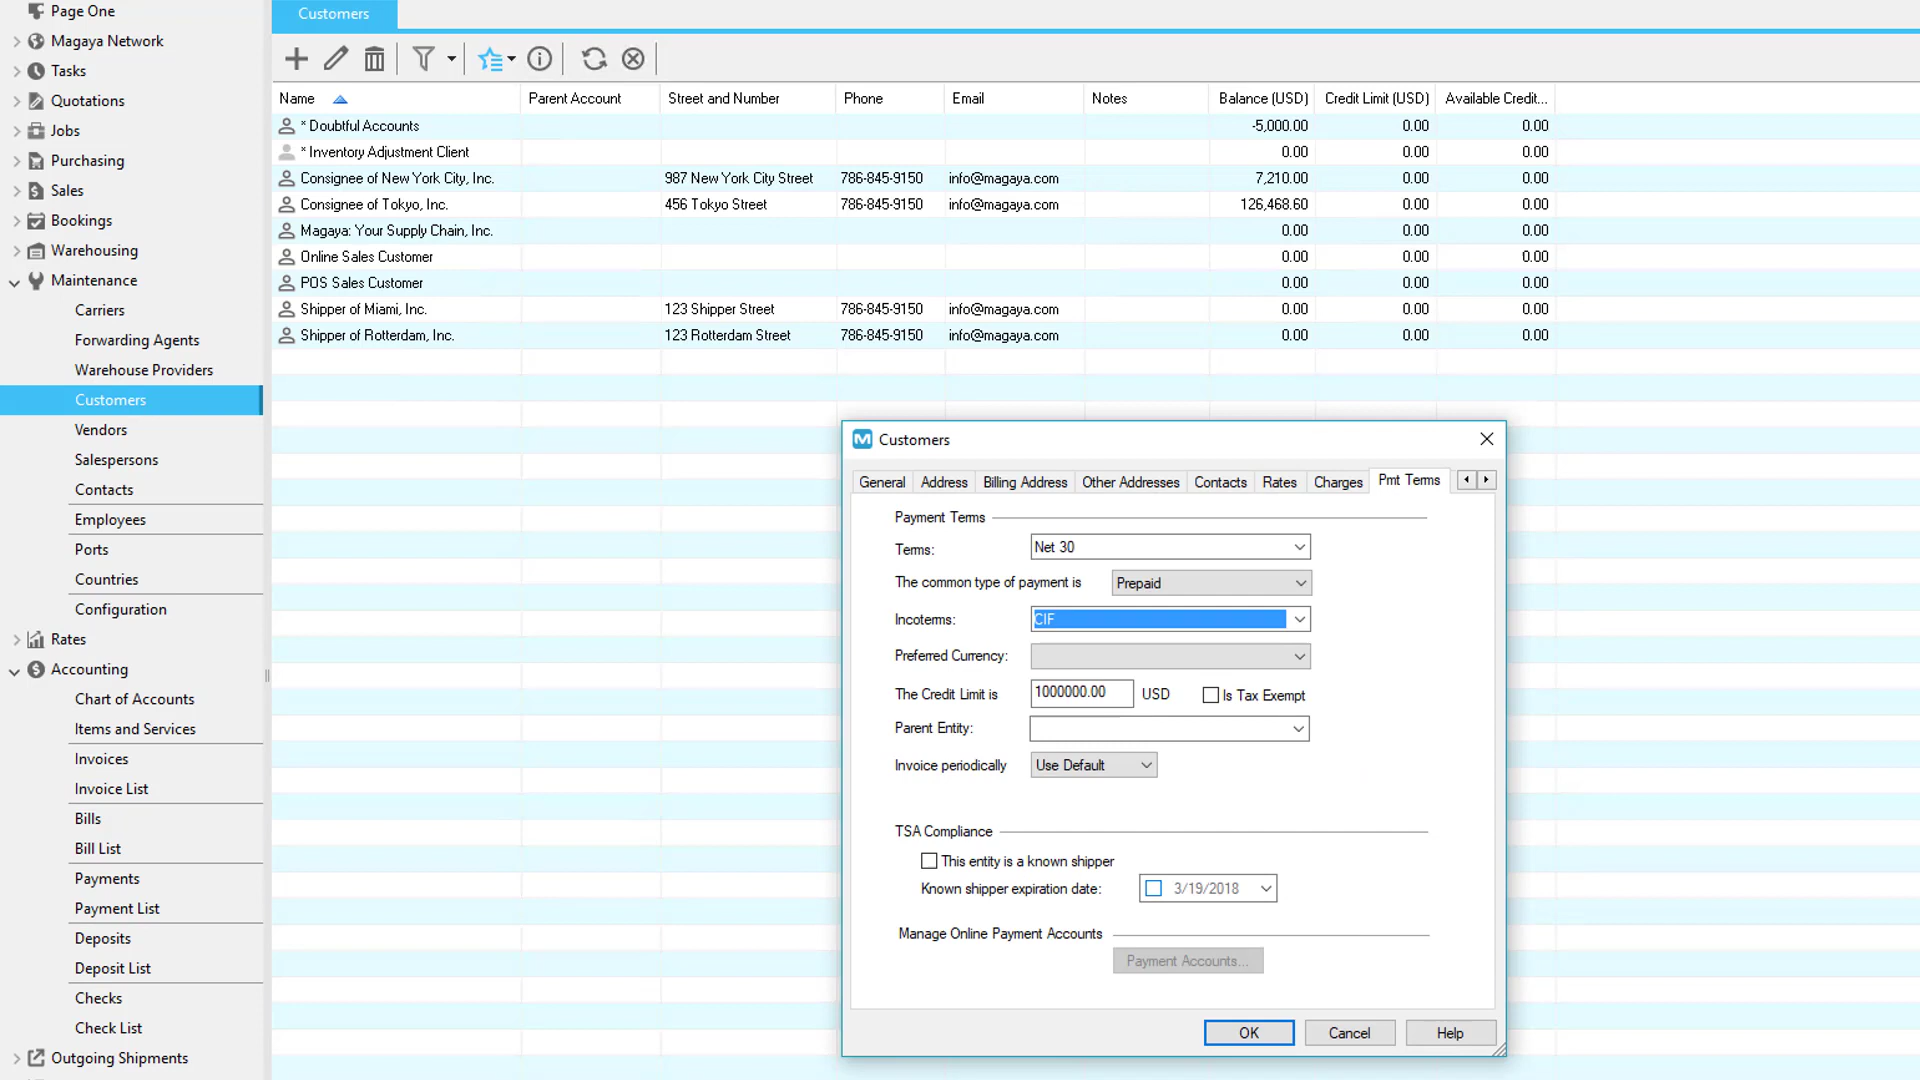 Page One
Magaya Network
Tasks
Quotations
Jobs
Purchasing
Sales
Bookings
Warehousing
Maintenance
Carriers
Forwarding Agents
Warehouse Providers
Customers
Vendors
Salespersons
Contacts
Employees
Ports
Countries
Configuration
Rates
Accounting
Chart of Accounts
Items and Services
Invoices
Invoice List
Bills
Bill List
Payments
Payment List
Deposits
Deposit List
Checks
Check List
Outgoing Shipments
Customers
Name Parent Account Street and Number Phone Email Notes Balance (USD) Credit Limit (USD) Available Credit...
* Doubtful Accounts -5,000.00 0.00 0.00
* Inventory Adjustment Client 0.00 0.00 0.00
Consignee of New York City, Inc. 987 New York City Street 786-845-9150 info@magaya.com 7,210.00 0.00 0.00
Consignee of Tokyo, Inc. 456 Tokyo Street 786-845-9150 info@magaya.com 126,468.60 0.00 0.00
Magaya: Your Supply Chain, Inc. 0.00 0.00 0.00
Online Sales Customer 0.00 0.00 0.00
POS Sales Customer 0.00 0.00 0.00
Shipper of Miami, Inc. 123 Shipper Street 786-845-9150 info@magaya.com 0.00 0.00 0.00
Shipper of Rotterdam, Inc. 123 Rotterdam Street 786-845-9150 info@magaya.com 0.00 0.00 0.00
M Customers
General Address Billing Address Other Addresses Contacts Rates Charges Pmt Terms
Payment Terms
Terms: Net 30
The common type of payment is Prepaid
Incoterms: CIF
Preferred Currency:
The Credit Limit is 1000000.00 USD Is Tax Exempt
Parent Entity:
Invoice periodically Use Default
TSA Compliance
This entity is a known shipper
Known shipper expiration date: 3/19/2018
Manage Online Payment Accounts
Payment Accounts...
OK Cancel Help